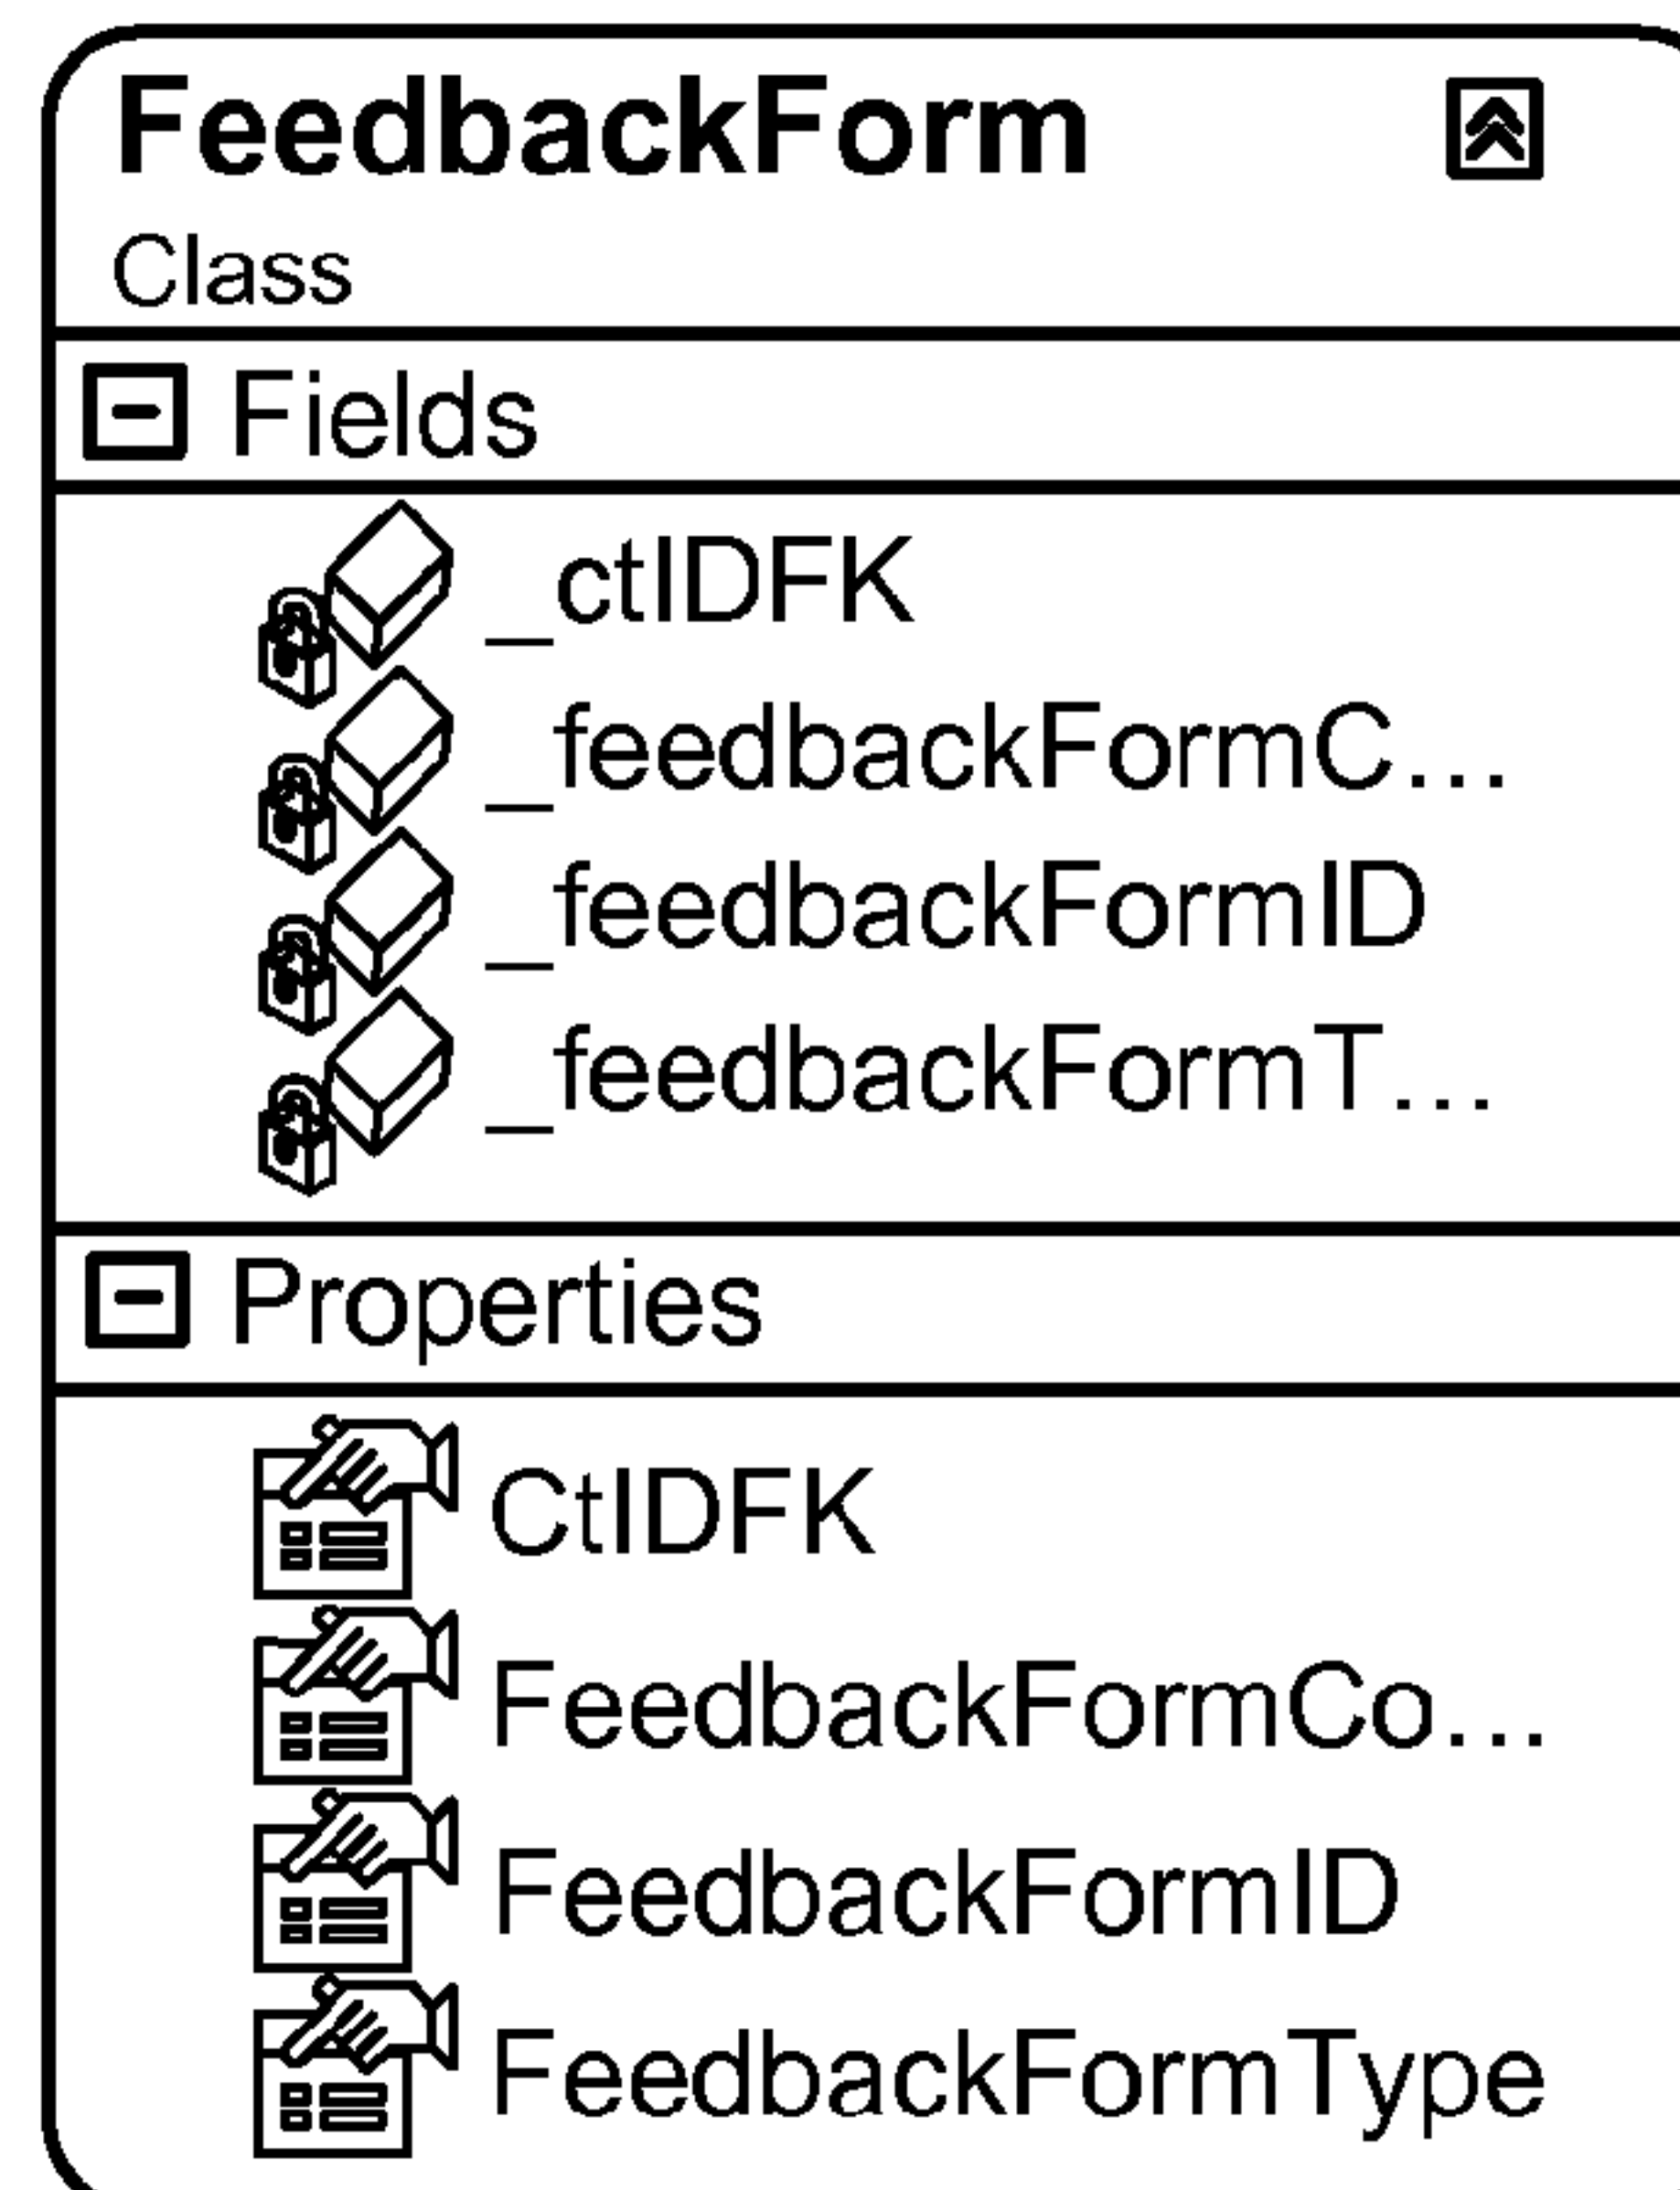 FeedbackForm
Class
Fields
_ctIDFK
_feedbackFormC...
_feedbackFormID
_feedbackFormT...
Properties
CtIDFK
FeedbackFormCo...
FeedbackFormID
FeedbackFormType